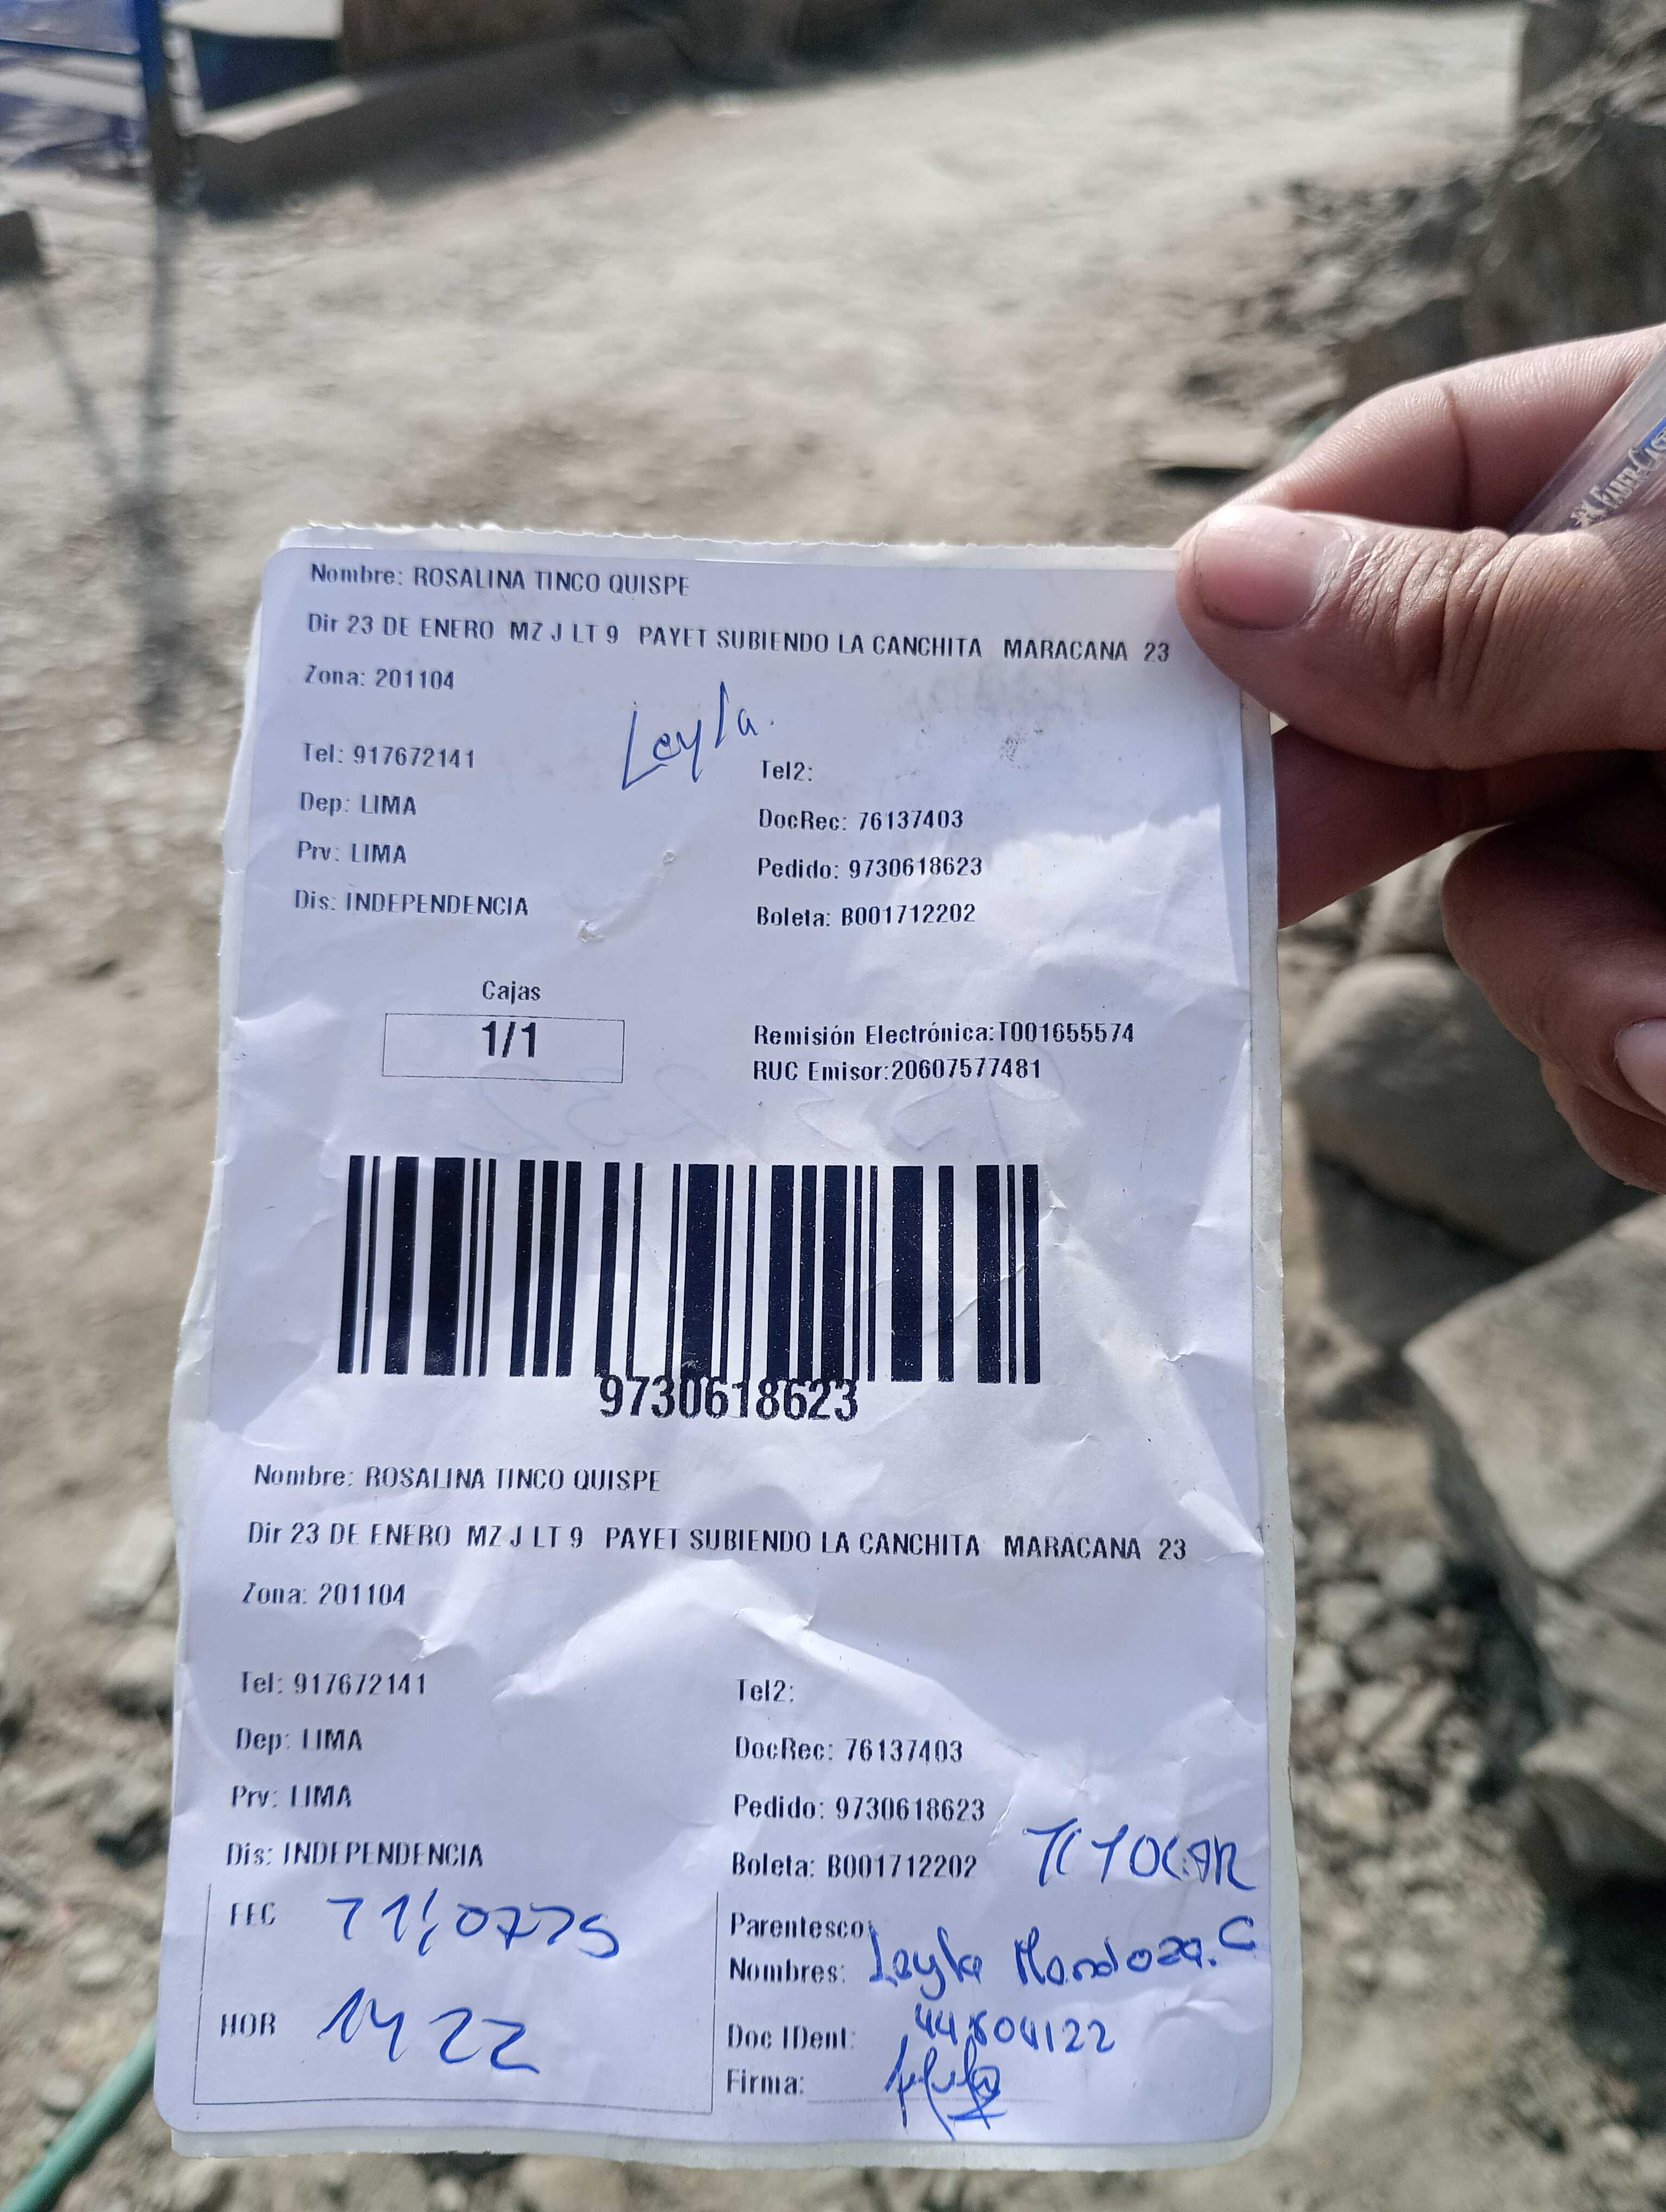 Nombre: ROSALINA TINCO QUISPE
Dir 23 DE ENERO MZ J LT 9 PAYET SUBIENDO LA CANCHITA MARACANA 23
Zona: 201104
Leyla.
Tel: 917672141 Tel2:
Dep: LIMA DocRec: 76137403
Prv: LIMA Pedido: 9730618623
Dis: INDEPENDENCIA Boleta: B001712202
Cajas
1/1
Remisión Electrónica:T001655574
RUC Emisor:20607577481
9730618623
Nombre: ROSALINA TINCO QUISPE
Dir 23 DE ENERO MZ J LT 9 PAYET SUBIENDO LA CANCHITA MARACANA 23
Zona: 201104
Tel: 917672141 Tel2:
Dep: LIMA DocRec: 76137403
Prv: LIMA Pedido: 9730618623
Dis: INDEPENDENCIA Boleta: B001712202
FEC
Parentesco:
Nombres: Leyla Mendoza.C
HOR 14 22
Doc IDent: 44804122
Firma:
FABER-CAST